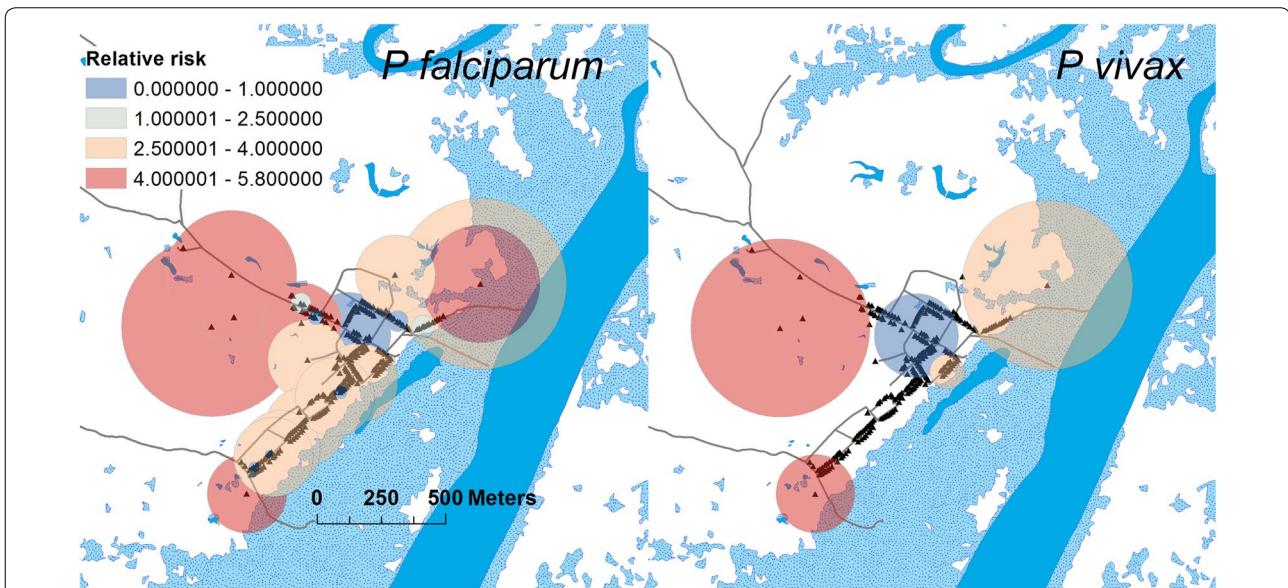 Relative risk
0.000000 - 1.000000
1.000001 - 2.500000
2.500001 - 4.000000
4.000001 - 5.800000
P falciparum
P vivax
0 250 500 Meters